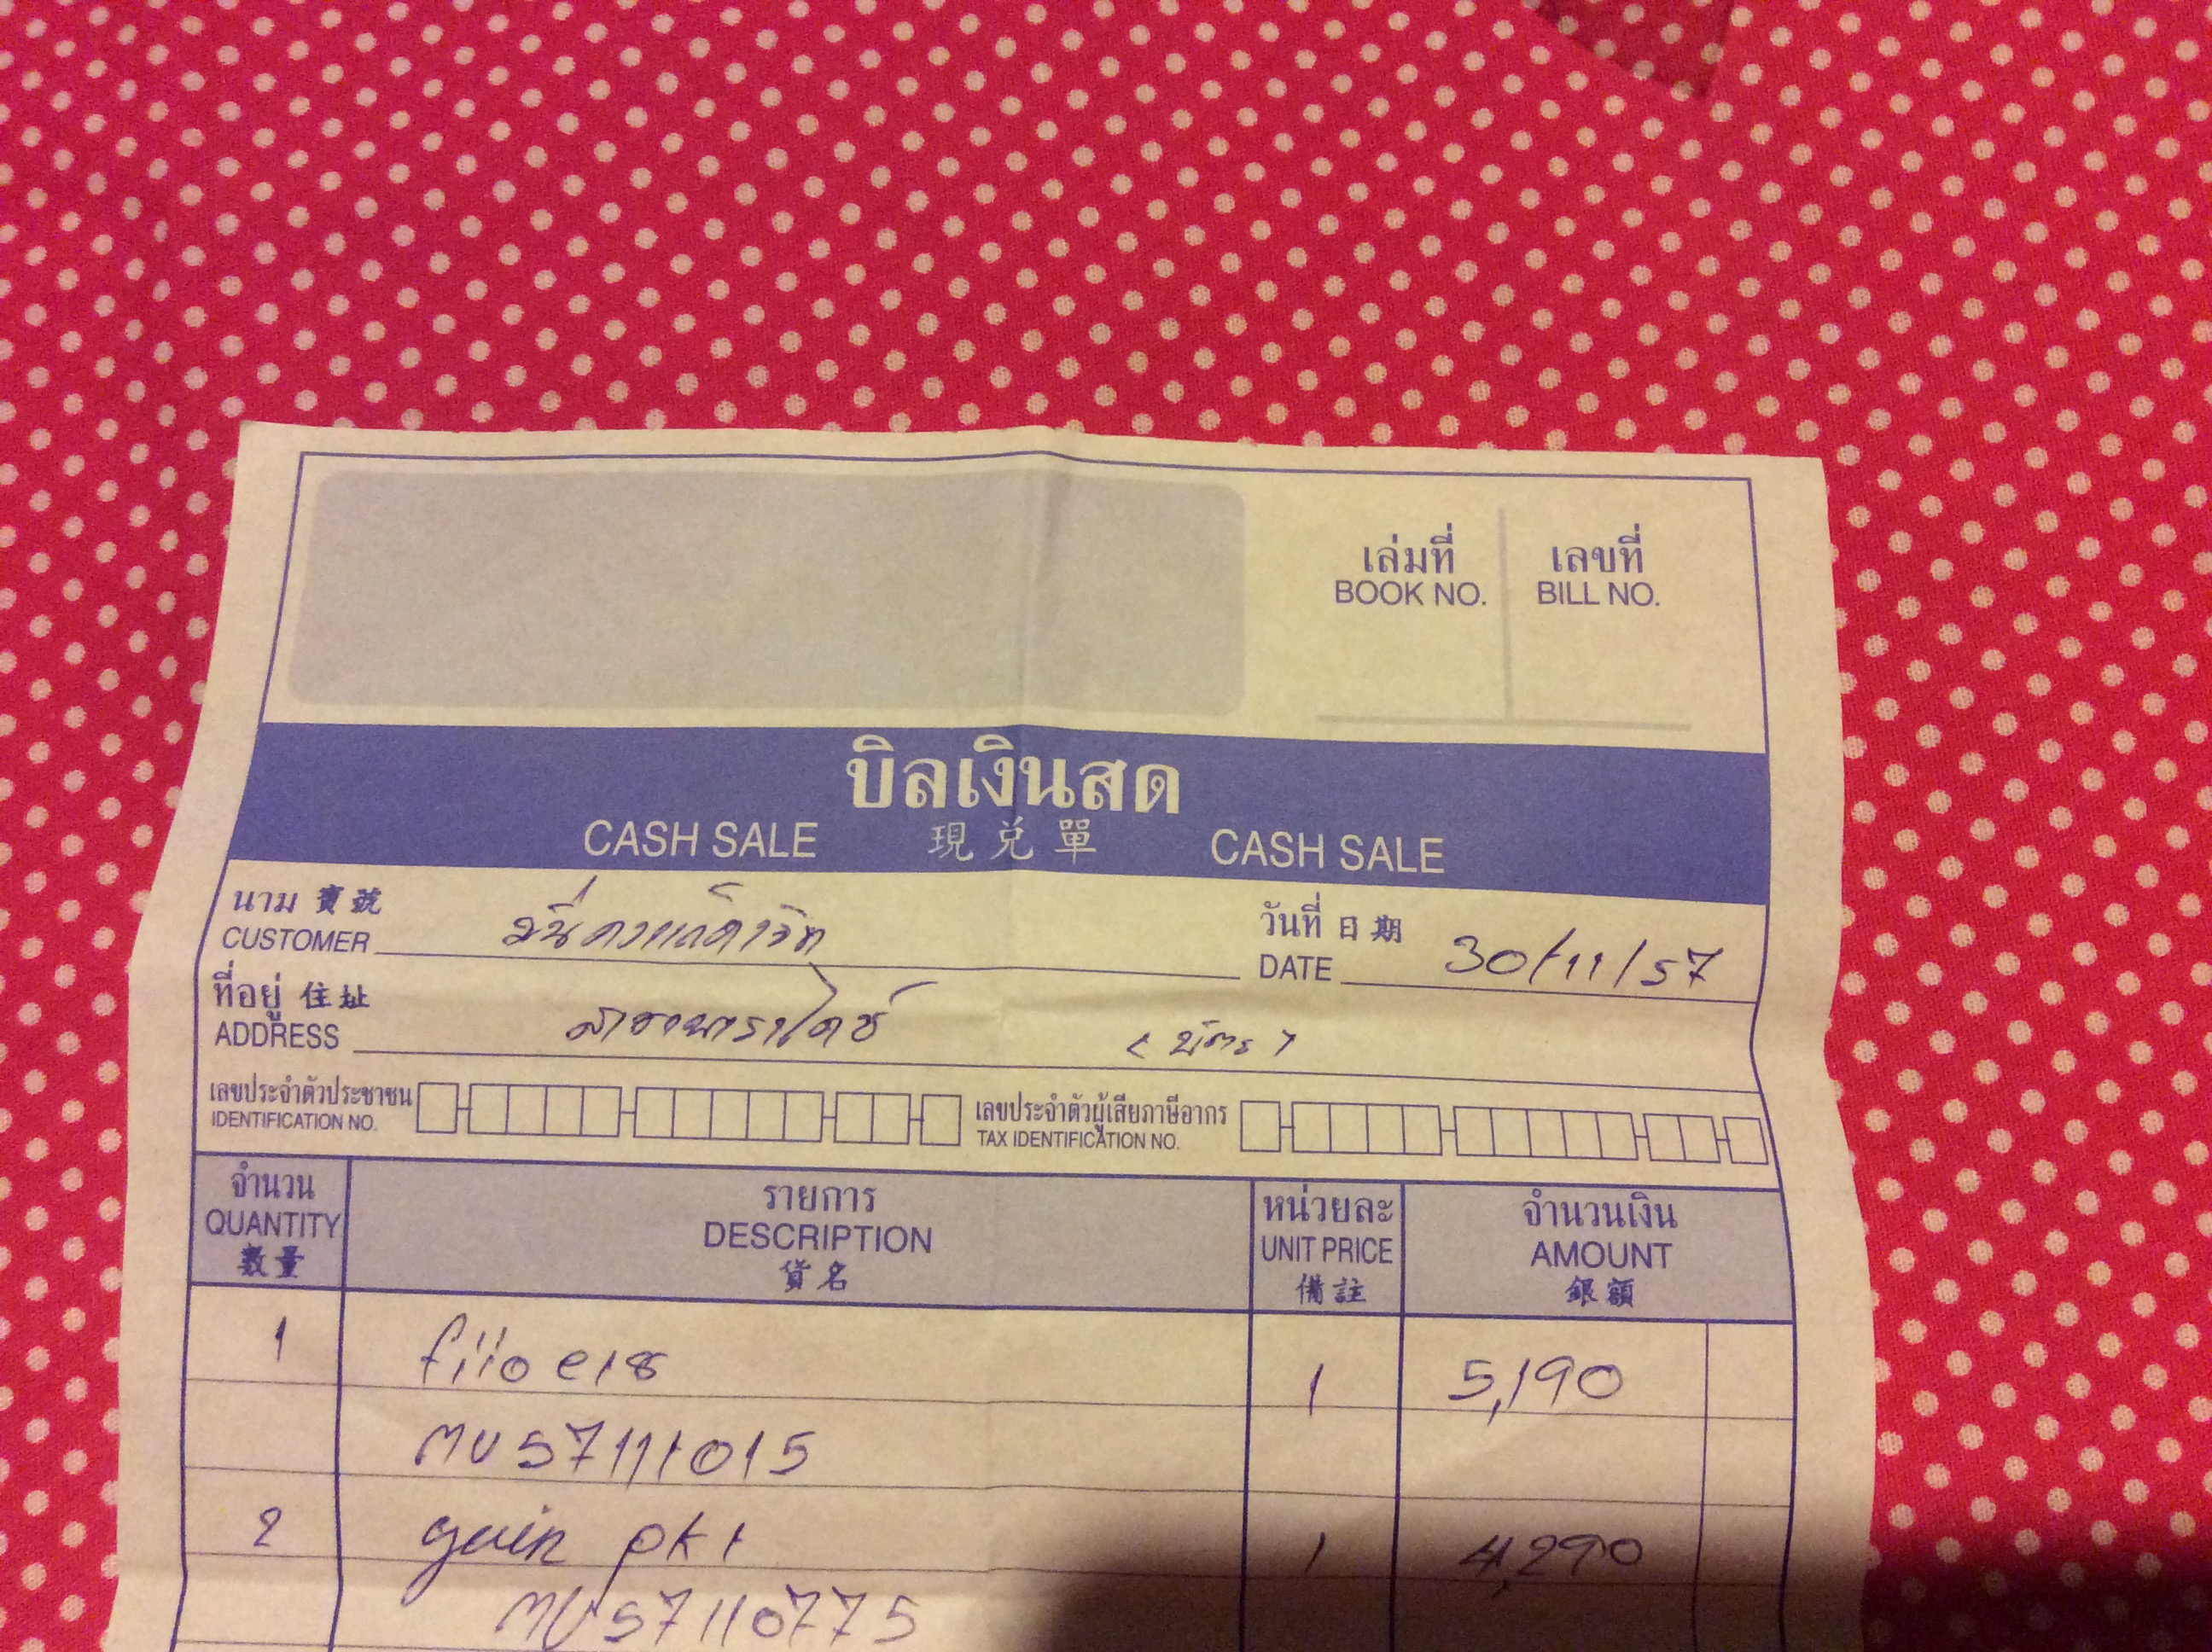 เล่มที่ เลขที่
BOOK NO. BILL NO.
บิลเงินสด
CASH SALE 現兑單 CASH SALE
นาม 寶號
CUSTOMER
วันที่ 日期
DATE 30/11/57
ที่อยู่ 住址
ADDRESS
เลขประจำตัวประชาชน เลขประจำตัวผู้เสียภาษีอากร
IDENTIFICATION NO. TAX IDENTIFICATION NO.
จำนวน รายการ หน่วยละ จำนวนเงิน
QUANTITY DESCRIPTION UNIT PRICE AMOUNT
數量 貨名 備註 銀額
1 fiio e18 1 5,190
MU57111015
2 1 4,290
MU57110775